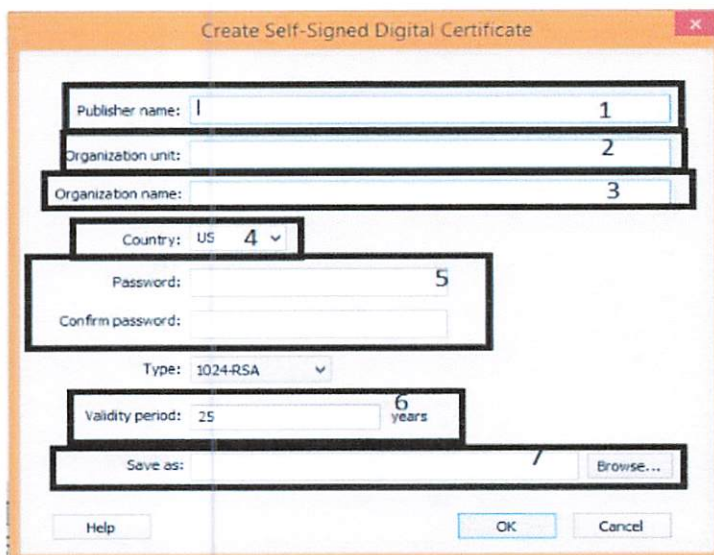 Create Self-Signed Digital Certificate
Publisher name: 1
Organization unit: 2
Organization name: 3
Country: US 4
Password: 5
Confirm password:
Type: 1024-RSA
Validity period: 25 6 years
Save as: 7 Browse...
Help OK Cancel